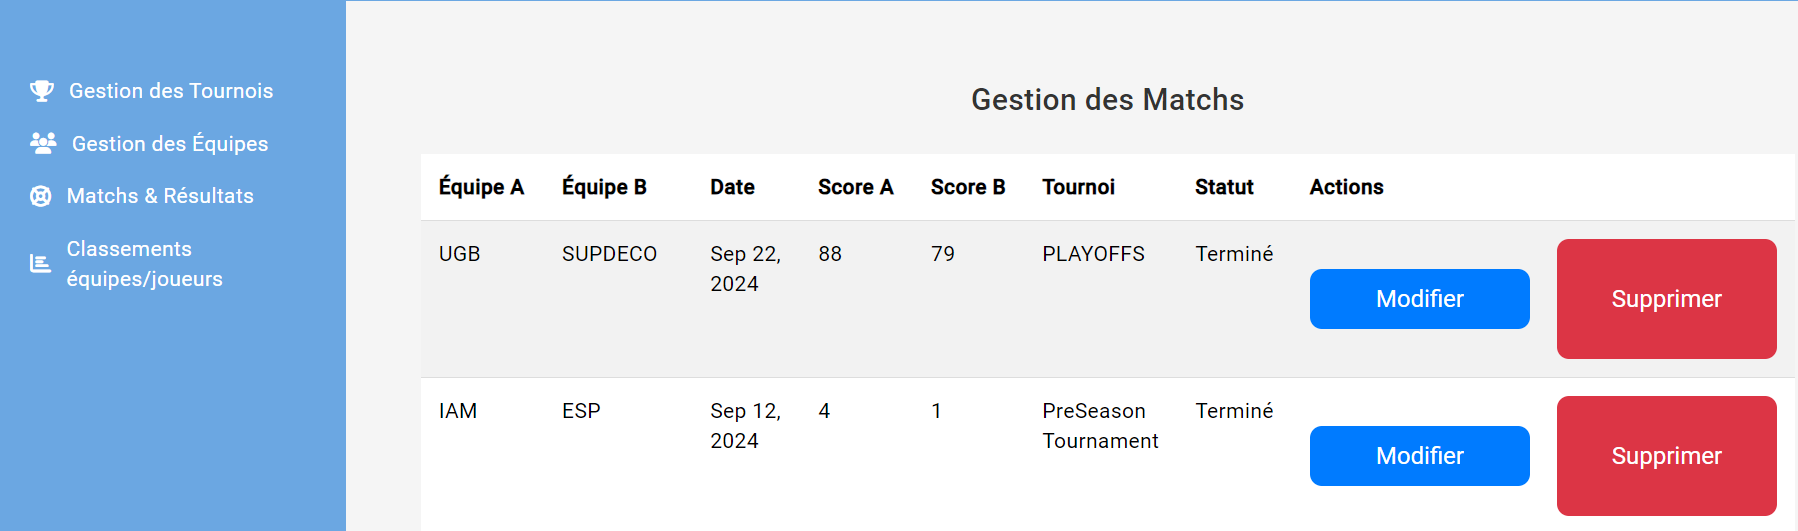 Gestion des Tournois
Gestion des Équipes
Matchs & Résultats
Classements
équipes/joueurs
Gestion des Matchs
Équipe A Équipe B Date Score A Score B Tournoi Statut Actions
UGB SUPDECO Sep 22, 88 79 PLAYOFFS Terminé
2024
Modifier Supprimer
IAM ESP Sep 12, 4 1 PreSeason Terminé
2024 Tournament
Modifier Supprimer